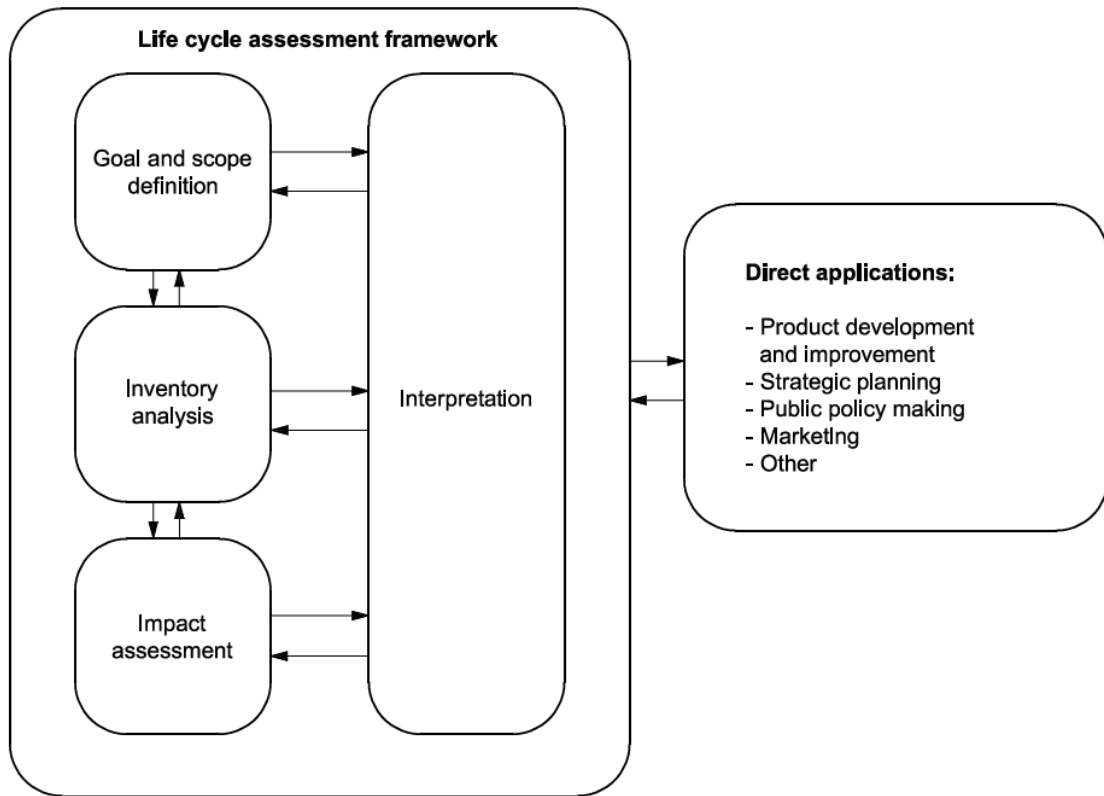 Life cycle assessment framework
Goal and scope
definition
Inventory
analysis
Impact
assessment
Interpretation
Direct applications:
- Product development
and improvement
- Strategic planning
- Public policy making
- Marketlng
- Other